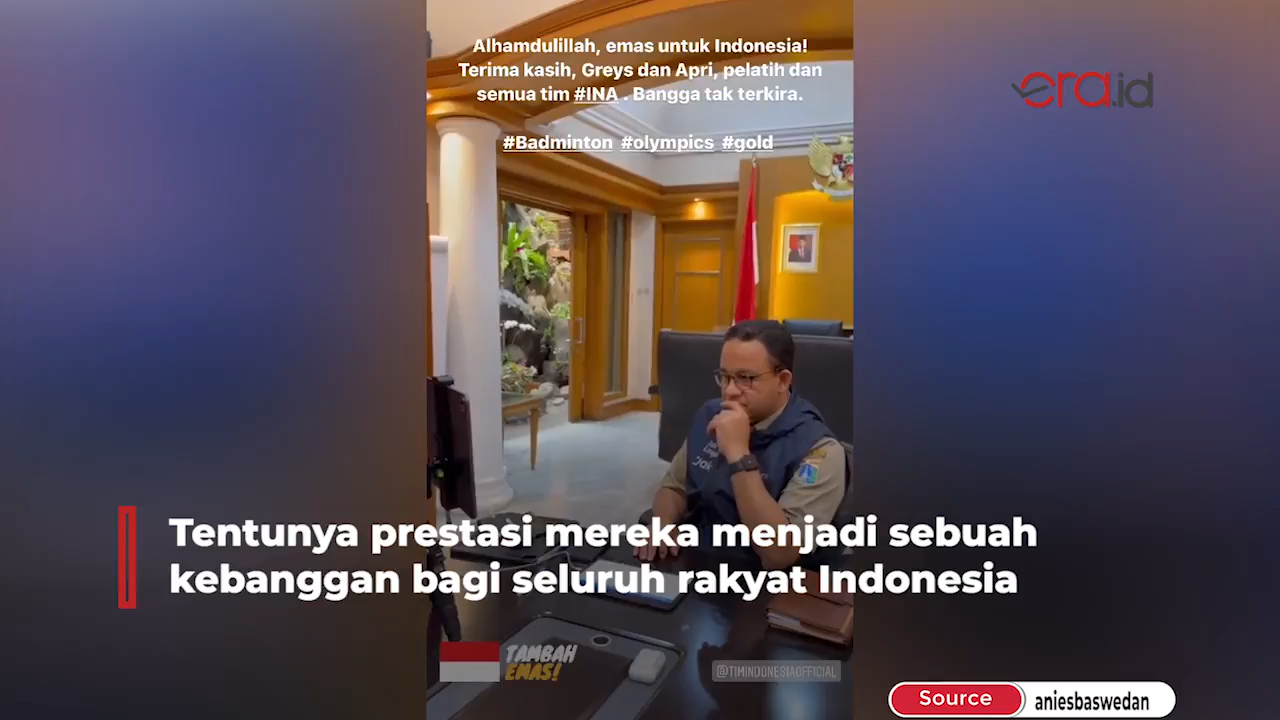 Alhamdulillah, emas untuk Indonesia!
Terima kasih, Greys dan Apri, pelatih dan
semua tim #INA . Bangga tak terkira.
#Badminton #olympics #gold
era.id
Tentunya prestasi mereka menjadi sebuah
kebanggan bagi seluruh rakyat Indonesia
TAMBAH
EMAS!
@TIMINDONESIAOFFICIAL
Source aniesbaswedan